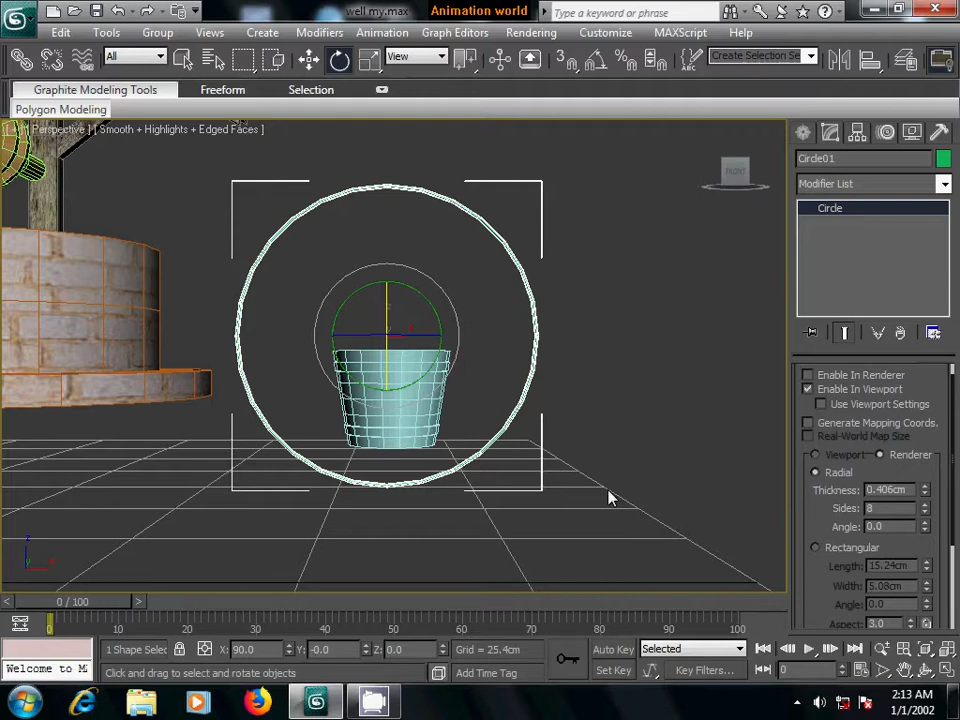 well my.max
Animation world
Type a keyword or phrase
Edit Tools Group Views Create Modifiers Animation Graph Editors Rendering Customize MAXScript Help
All
View
Create Selection Se
Graphite Modeling Tools Freeform Selection
Polygon Modeling
Perspective ] [ Smooth + Highlights + Edged Faces ]
FRONT
Circle01
Modifier List
Circle
Enable In Renderer
Enable In Viewport
Use Viewport Settings
Generate Mapping Coords.
Real-World Map Size
Viewport Renderer
Radial
Thickness: 0.406cm
Sides: 8
Angle: 0.0
Rectangular
Length: 15.24cm
Width: 5.08cm
Angle: 0.0
Aspect: 3.0
< 0 / 100 >
0 10 20 30 40 50 60 70 80 90 100
1 Shape Selec X: 90.0 Y: -0.0 Z: 0.0 Grid = 25.4cm Auto Key Selected
Welcome to M Click and drag to select and rotate objects Add Time Tag Set Key Key Filters... 0
2:13 AM
1/1/2002